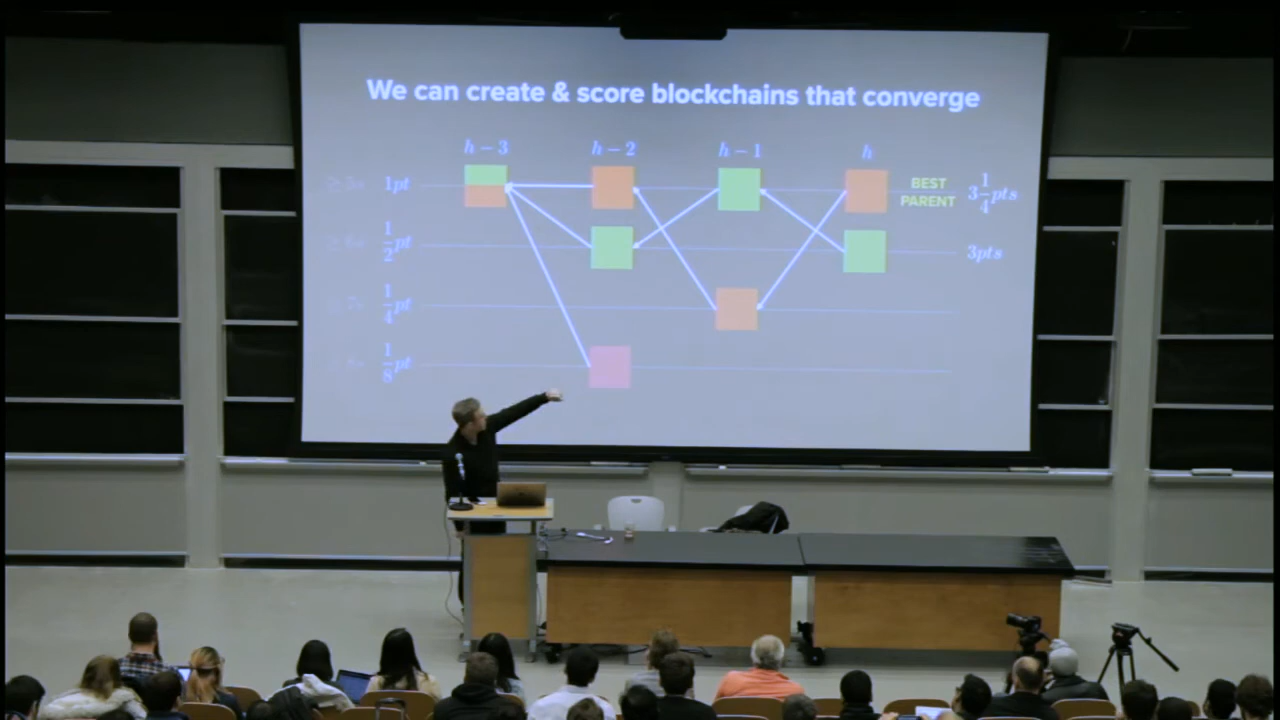 We can create & score blockchains that converge
h − 3 h − 2 h − 1 h
1pt BEST PARENT 3 1/4 pts
1/2 pt 3pts
1/4 pt
1/8 pt